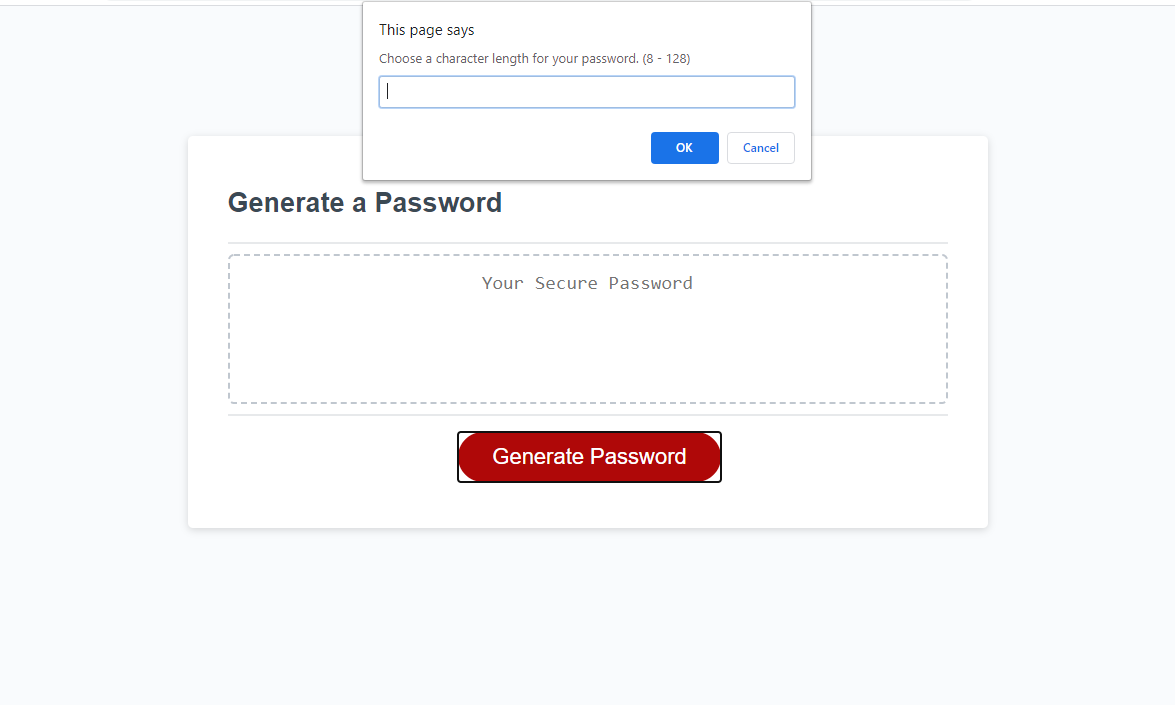 This page says
Choose a character length for your password. (8 - 128)
OK Cancel
Generate a Password
Your Secure Password
Generate Password